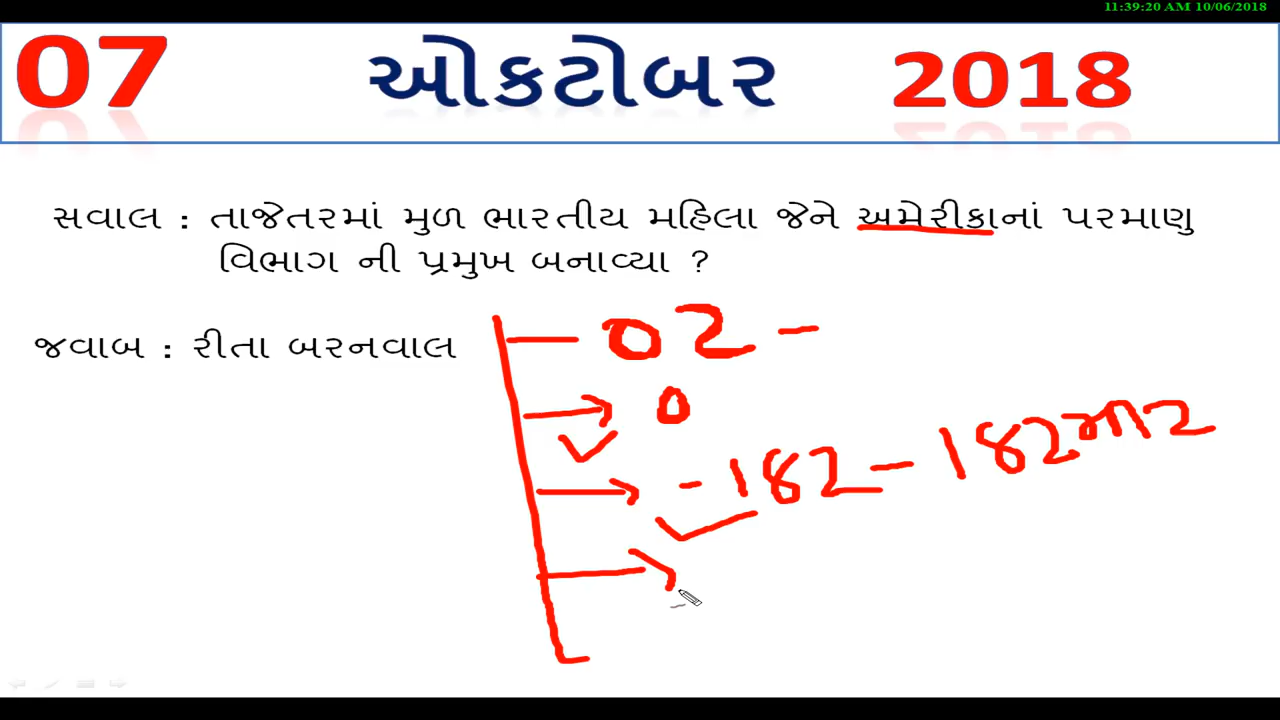 11:39:20 AM 10/06/2018
07 ઓકટોબર 2018
સવાલ : તાજેતરમાં મુળ ભારતીય મહિલા જેને અમેરીકાનાં પરમાણુ
વિભાગ ની પ્રમુખ બનાવ્યા ?
જવાબ : રીતા બરનવાલ
02 -
0
- 182 - 182